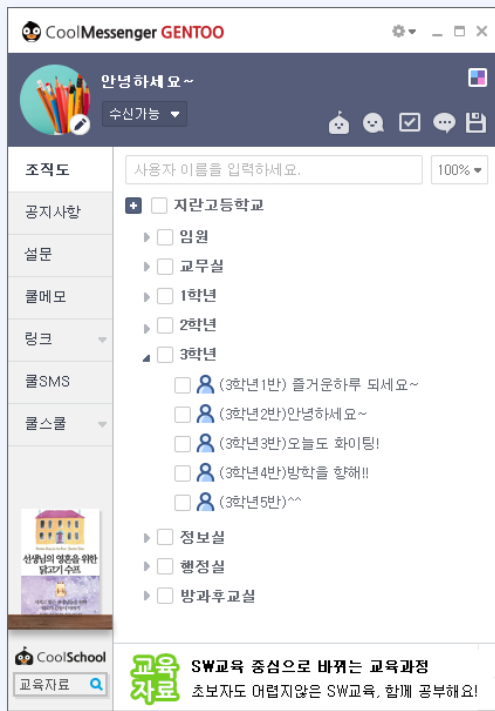 CoolMessenger GENTOO
안녕하세요~
수신가능
조직도
사용자 이름을 입력하세요.
100%
공지사항
설문
쿨메모
링크
쿨SMS
쿨스쿨
지란고등학교
임원
교무실
1학년
2학년
3학년
(3학년1반) 즐거운하루 되세요~
(3학년2반)안녕하세요~
(3학년3반)오늘도 화이팅!
(3학년4반)방학을 향해!!
(3학년5반)^^
정보실
행정실
방과후교실
선생님의 영혼을 위한
닭고기 수프
CoolSchool
교육자료
교육
자료
SW교육 중심으로 바뀌는 교육과정
초보자도 어렵지않은 SW교육, 함께 공부해요!